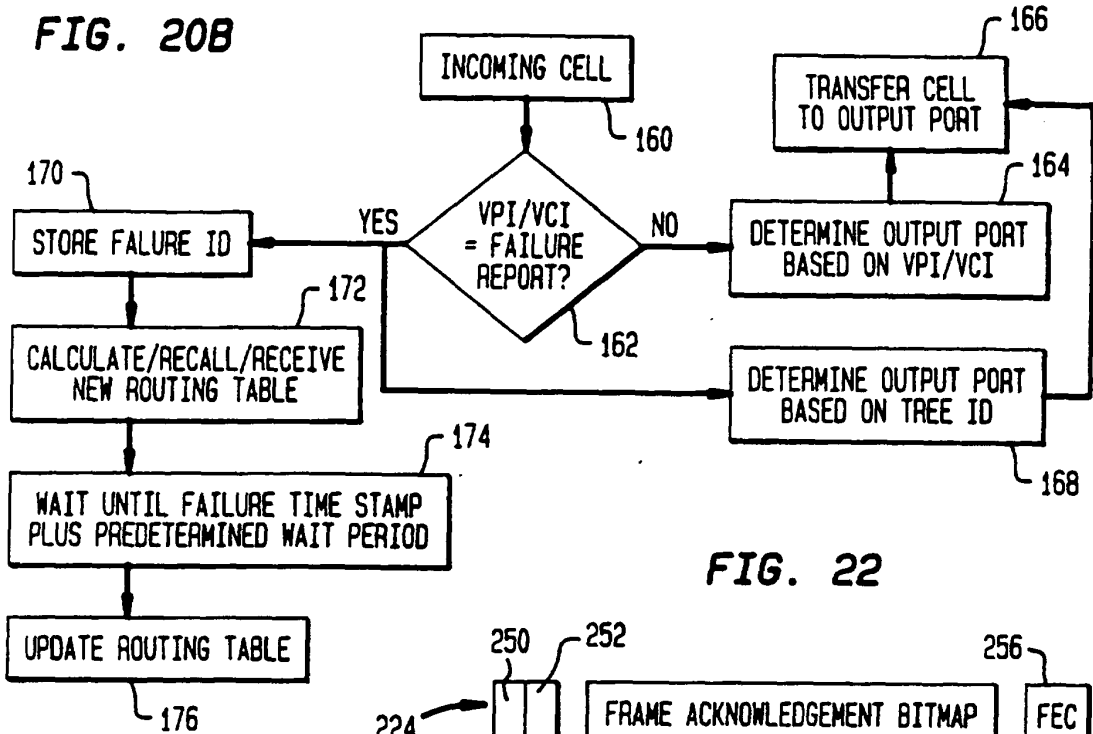 FIG. 20B
INCOMING CELL
160
166
TRANSFER CELL
TO OUTPUT PORT
164
170
YES
VPI/VCI
= FAILURE
REPORT?
NO
162
DETERMINE OUTPUT PORT
BASED ON VPI/VCI
STORE FALURE ID
172
CALCULATE/RECALL/RECEIVE
NEW ROUTING TABLE
DETERMINE OUTPUT PORT
BASED ON TREE ID
168
174
WAIT UNTIL FAILURE TIME STAMP
PLUS PREDETERMINED WAIT PERIOD
UPDATE ROUTING TABLE
176
FIG. 22
250
252
256
224
FRAME ACKNOWLEDGEMENT BITMAP
FEC